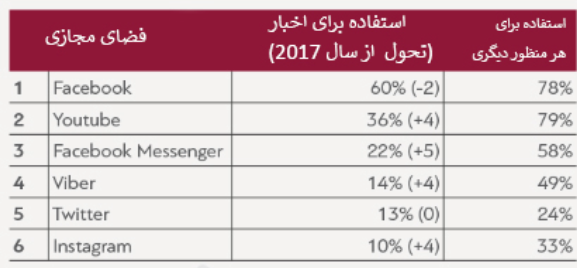 فضای مجازی
استفاده برای اخبار
(تحول از سال 2017)
استفاده برای
هر منظور دیگری
1 Facebook 60% (-2) 78%
2 Youtube 36% (+4) 79%
3 Facebook Messenger 22% (+5) 58%
4 Viber 14% (+4) 49%
5 Twitter 13% (0) 24%
6 Instagram 10% (+4) 33%